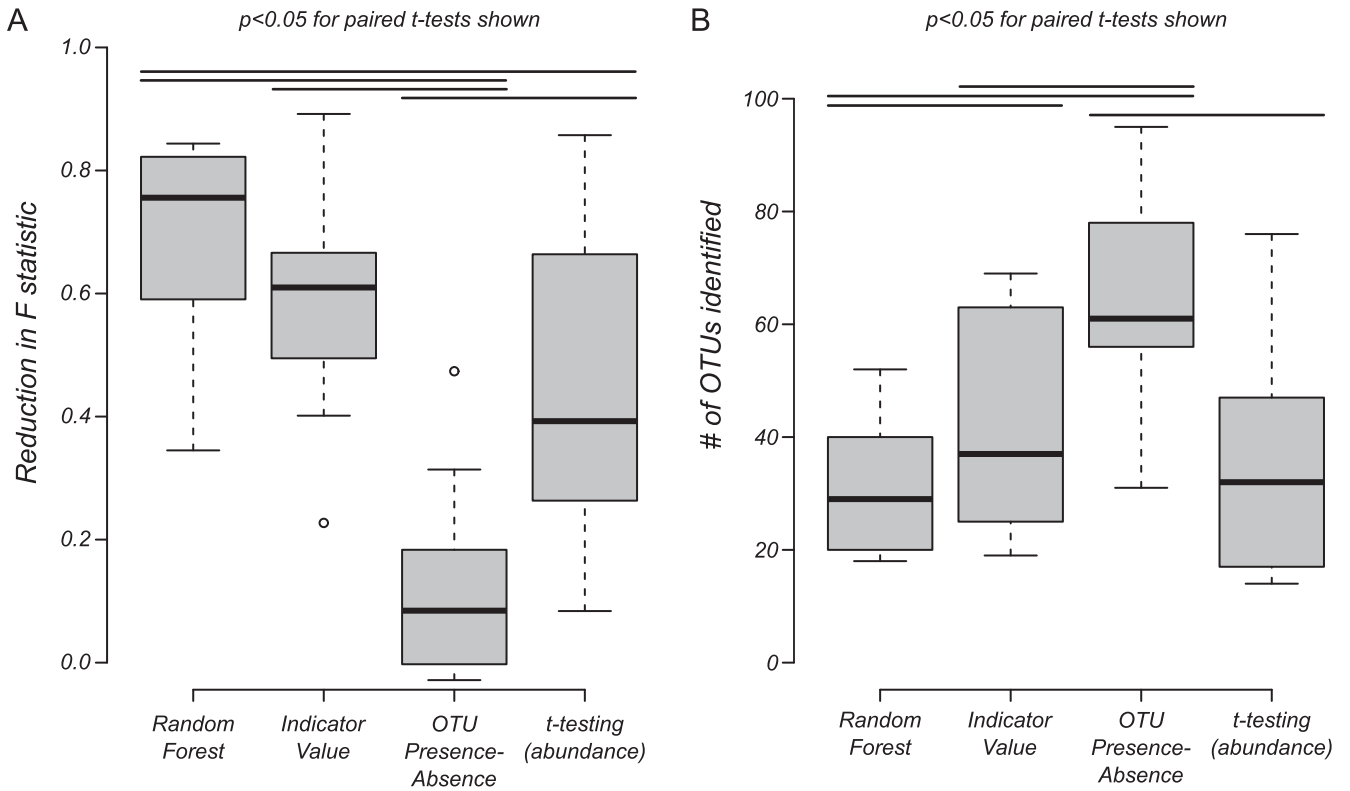 A
p<0.05 for paired t-tests shown
1.0
0.8
0.6
0.4
0.2
0.0
Reduction in F statistic
Random
Forest
Indicator
Value
OTU
Presence-
Absence
t-testing
(abundance)
B
p<0.05 for paired t-tests shown
100
80
60
40
20
0
# of OTUs identified
Random
Forest
Indicator
Value
OTU
Presence-
Absence
t-testing
(abundance)